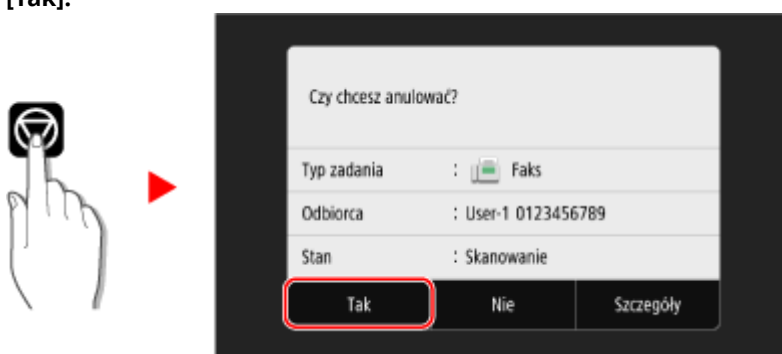 [Tak].
Czy chcesz anulować?
Typ zadania : Faks
Odbiorca : User-1 0123456789
Stan : Skanowanie
Tak Nie Szczegóły